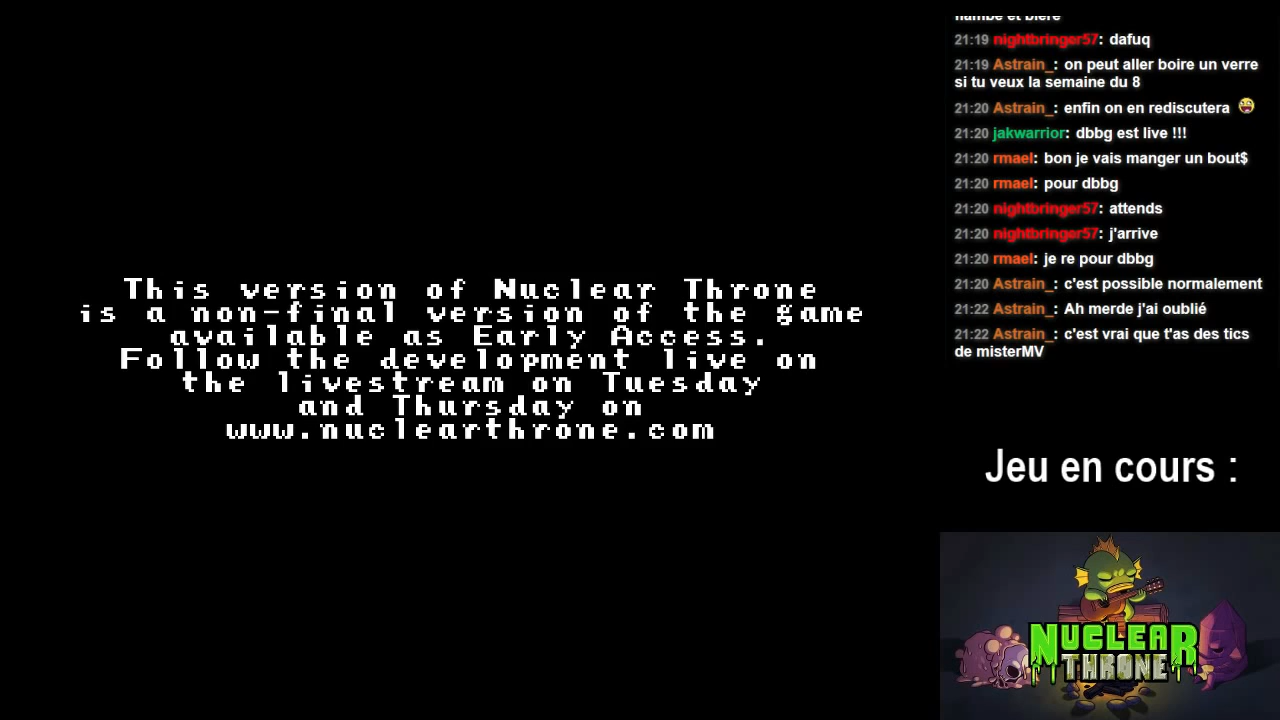 This version of Nuclear Throne
is a non-final version of the game
available as Early Access.
Follow the development live on
the livestream on Tuesday
and Thursday on
www.nuclearthrone.com
flambé et bière
21:19 nightbringer57: dafuq
21:19 Astrain_: on peut aller boire un verre
si tu veux la semaine du 8
21:20 Astrain_: enfin on en rediscutera
21:20 jakwarrior: dbbg est live !!!
21:20 rmael: bon je vais manger un bout$
21:20 rmael: pour dbbg
21:20 nightbringer57: attends
21:20 nightbringer57: j'arrive
21:20 rmael: je re pour dbbg
21:20 Astrain_: c'est possible normalement
21:22 Astrain_: Ah merde j'ai oublié
21:22 Astrain_: c'est vrai que t'as des tics
de misterMV
Jeu en cours :
NUCLEAR
THRONE